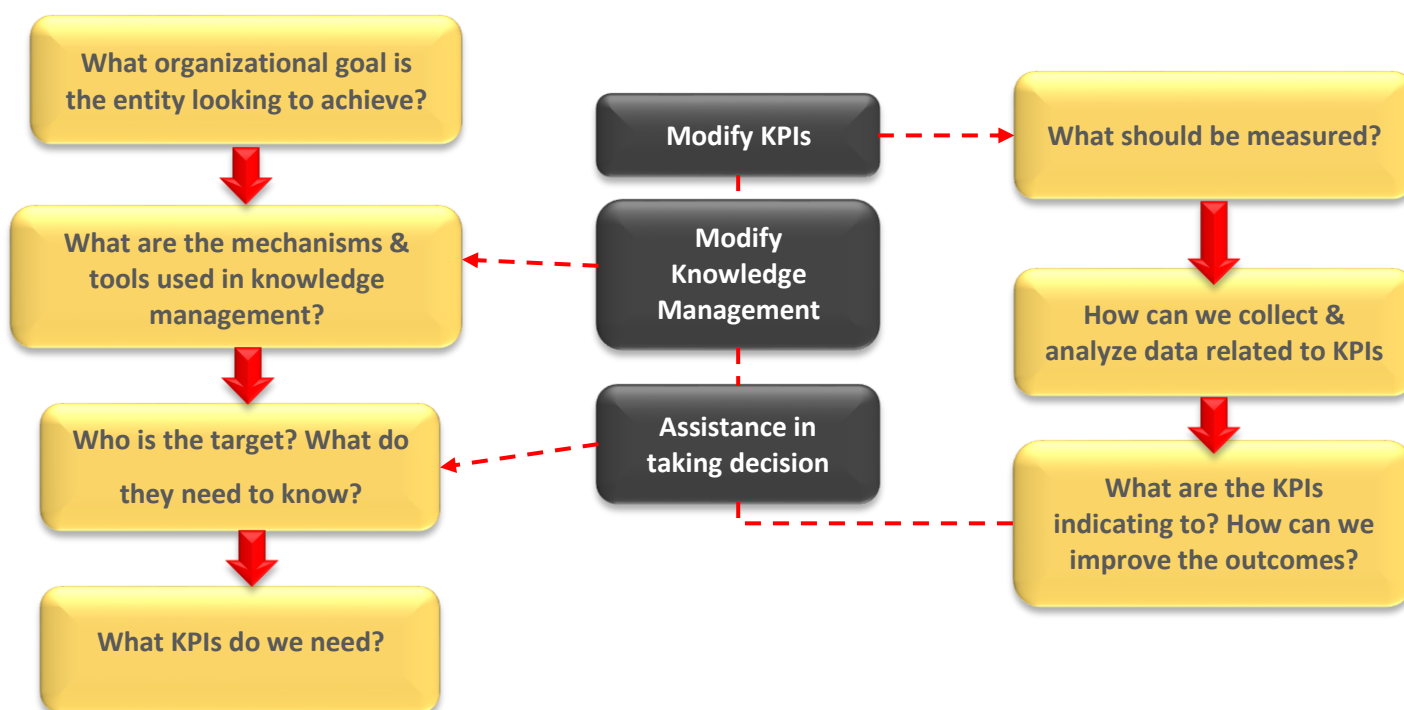 What organizational goal is
the entity looking to achieve?
What are the mechanisms &
tools used in knowledge
management?
Who is the target? What do
they need to know?
What KPIs do we need?
Modify KPIs
Modify
Knowledge
Management
Assistance in
taking decision
What should be measured?
How can we collect &
analyze data related to KPIs
What are the KPIs
indicating to? How can we
improve the outcomes?